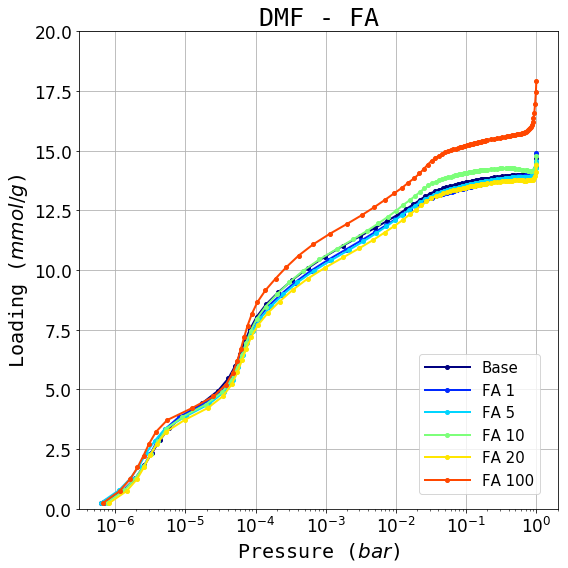 DMF - FA
Loading (mmol/g)
20.0
17.5
15.0
12.5
10.0
7.5
5.0
2.5
0.0
Base
FA 1
FA 5
FA 10
FA 20
FA 100
10⁻⁶ 10⁻⁵ 10⁻⁴ 10⁻³ 10⁻² 10⁻¹ 10⁰
Pressure (bar)